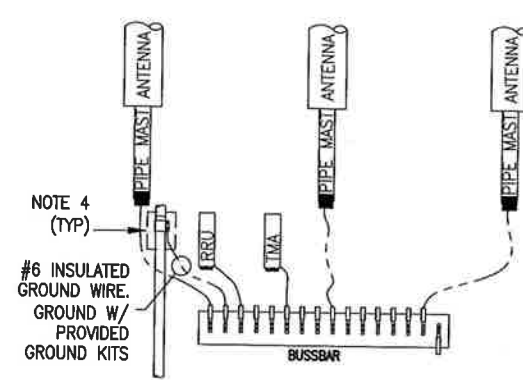 ANTENNA
PIPE MAST
ANTENNA
PIPE MAST
ANTENNA
PIPE MAST
NOTE 4
(TYP)
RRU
TMA
#6 INSULATED
GROUND WIRE.
GROUND W/
PROVIDED
GROUND KITS
BUSSBAR